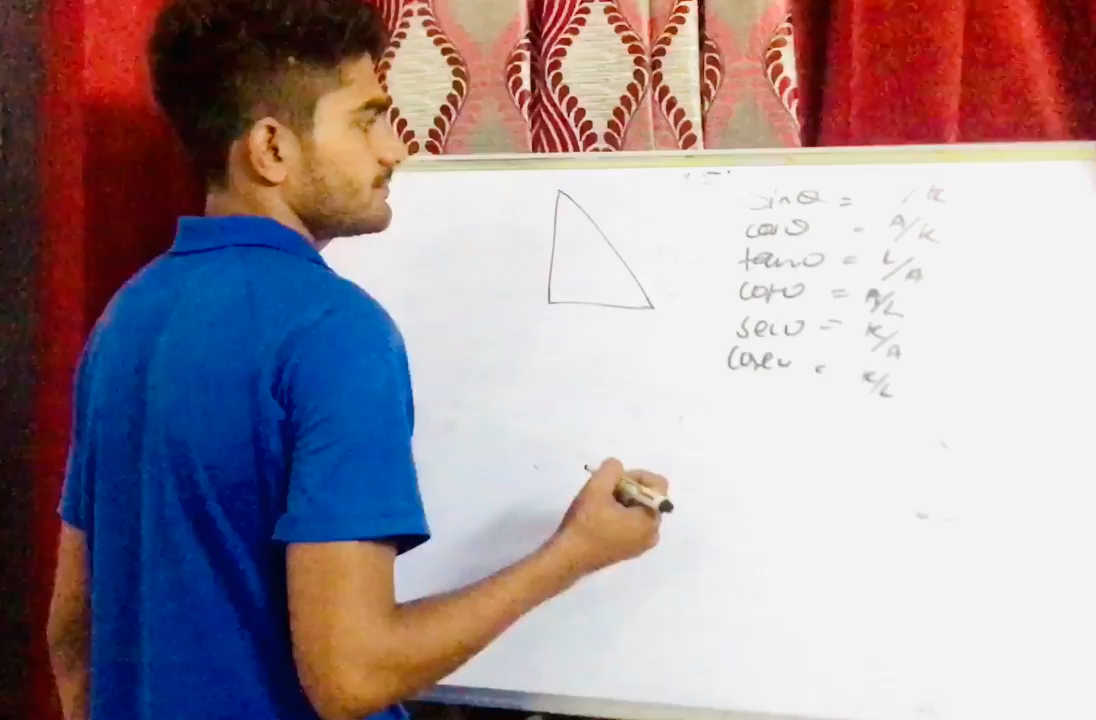 sinθ = /K
cosθ = A/K
tanθ = L/A
cotθ = A/L
secθ = K/A
cosec = K/L